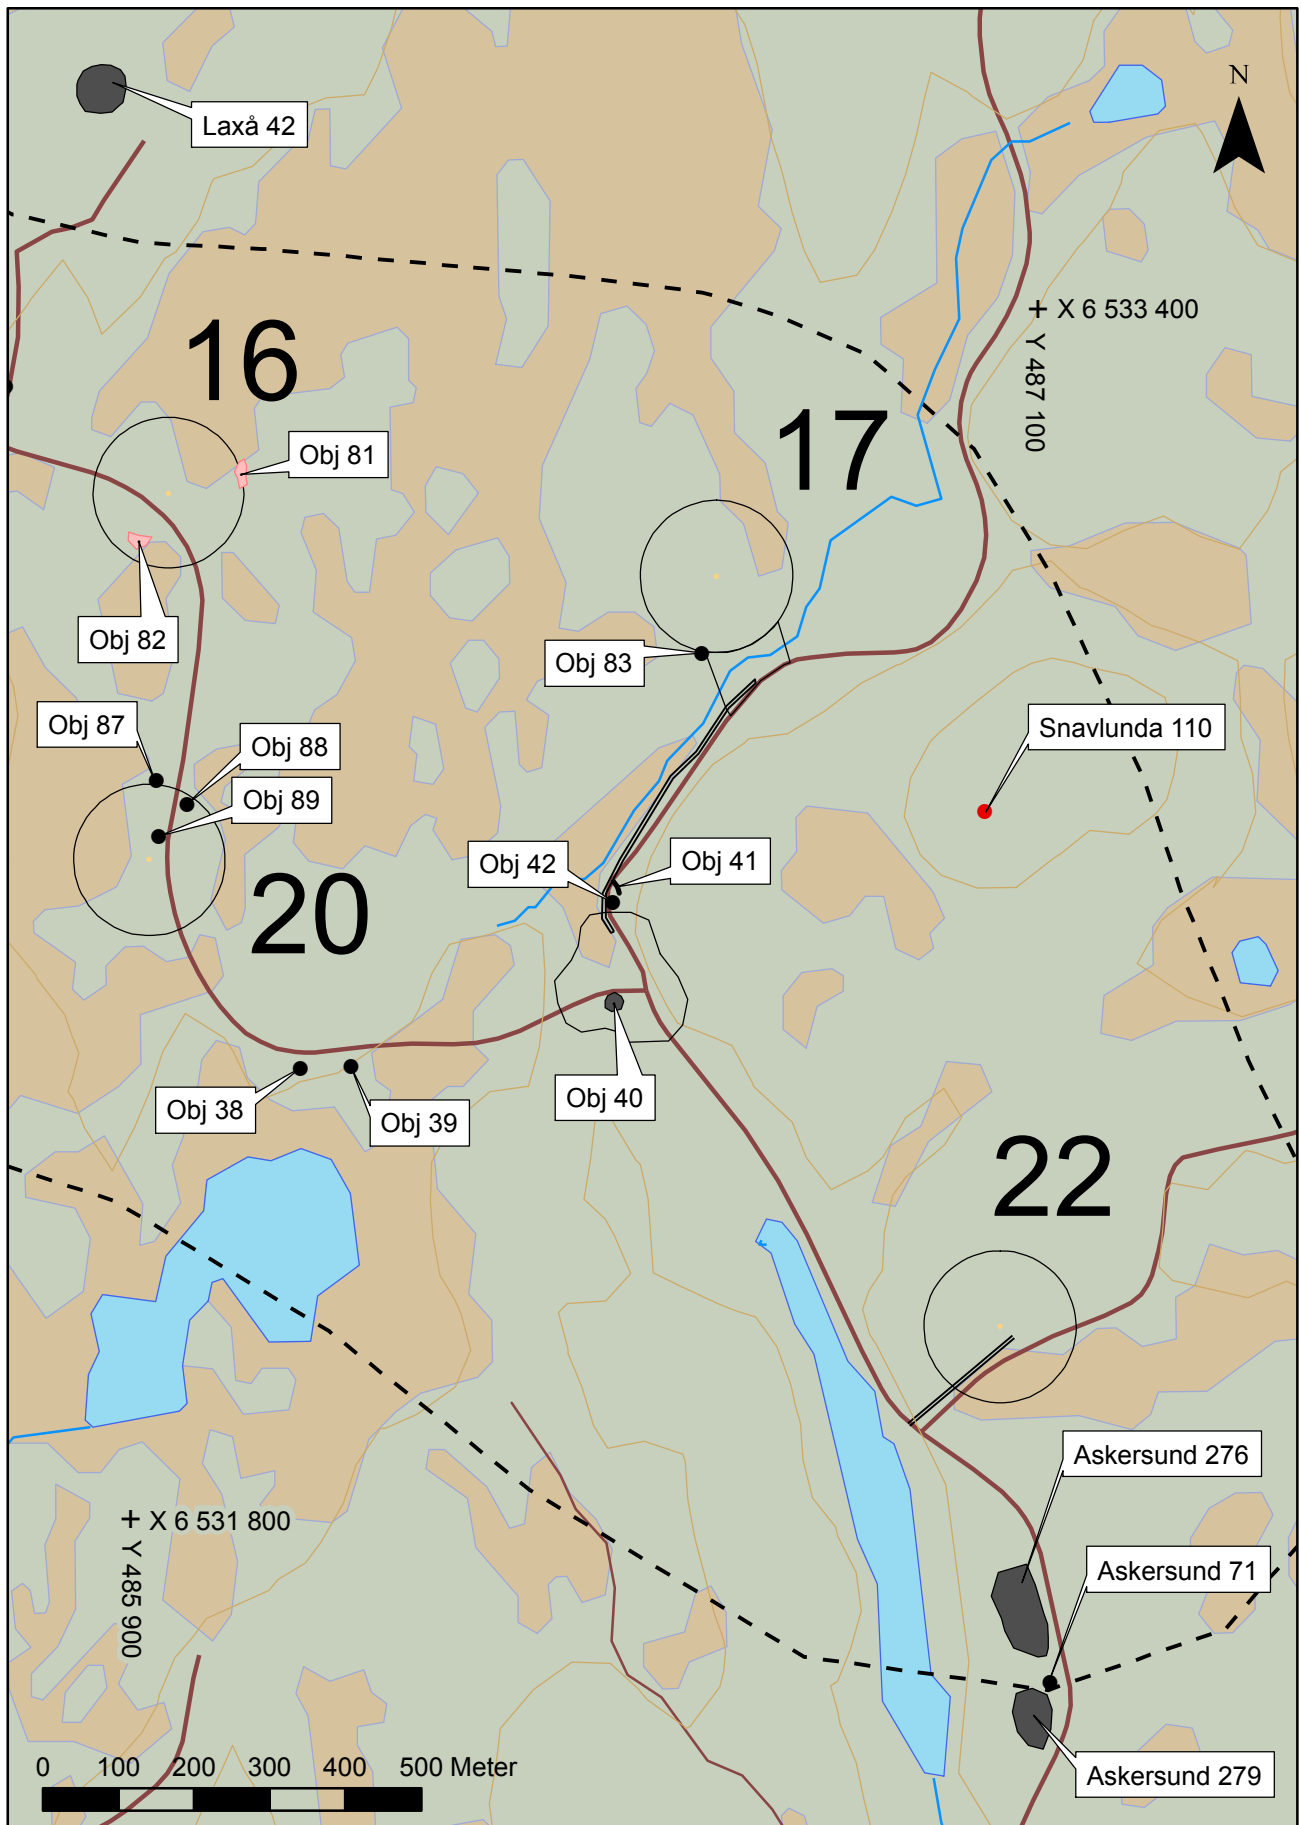 Laxå 42
N
X 6 533 400
Y 487 100
16
17
Obj 81
Obj 82
Obj 83
Obj 87
Obj 88
Obj 89
Snavlunda 110
Obj 42
Obj 41
20
Obj 40
Obj 38
Obj 39
22
Askersund 276
X 6 531 800
Y 485 900
Askersund 71
Askersund 279
0 100 200 300 400 500 Meter